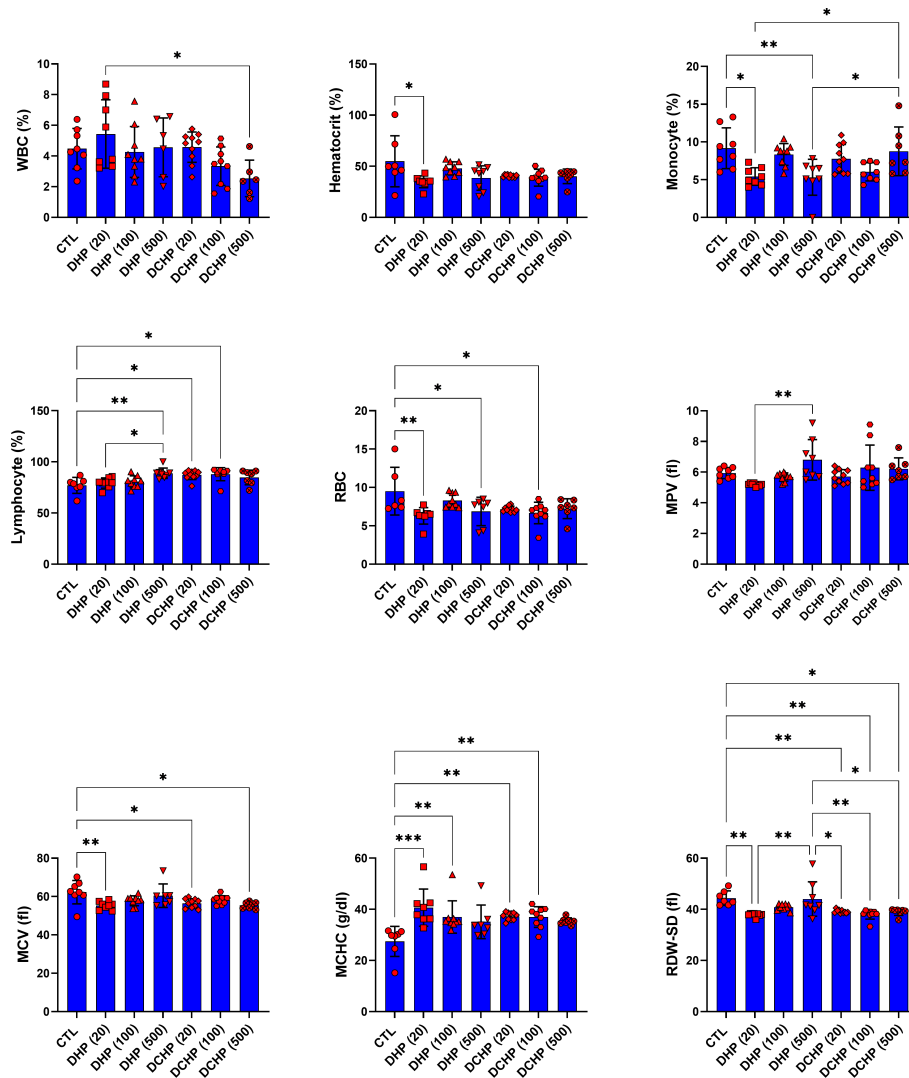 *
10
8
6
4
2
0
WBC (%)
CTL
DHP (20)
DHP (100)
DHP (500)
DCHP (20)
DCHP (100)
DCHP (500)
*
150
100
50
0
Hematocrit (%)
CTL
DHP (20)
DHP (100)
DHP (500)
DCHP (20)
DCHP (100)
DCHP (500)
*
**
*
*
20
15
10
5
0
Monocyte (%)
CTL
DHP (20)
DHP (100)
DHP (500)
DCHP (20)
DCHP (100)
DCHP (500)
*
*
**
*
150
100
50
0
Lymphocyte (%)
CTL
DHP (20)
DHP (100)
DHP (500)
DCHP (20)
DCHP (100)
DCHP (500)
*
*
**
20
15
10
5
0
RBC
CTL
DHP (20)
DHP (100)
DHP (500)
DCHP (20)
DCHP (100)
DCHP (500)
**
10
8
6
4
2
0
MPV (fl)
CTL
DHP (20)
DHP (100)
DHP (500)
DCHP (20)
DCHP (100)
DCHP (500)
*
*
**
80
60
40
20
0
MCV (fl)
CTL
DHP (20)
DHP (100)
DHP (500)
DCHP (20)
DCHP (100)
DCHP (500)
**
**
**
***
60
40
20
0
MCHC (g/dl)
CTL
DHP (20)
DHP (100)
DHP (500)
DCHP (20)
DCHP (100)
DCHP (500)
*
**
**
*
**
** ** *
60
40
20
0
RDW-SD (fl)
CTL
DHP (20)
DHP (100)
DHP (500)
DCHP (20)
DCHP (100)
DCHP (500)